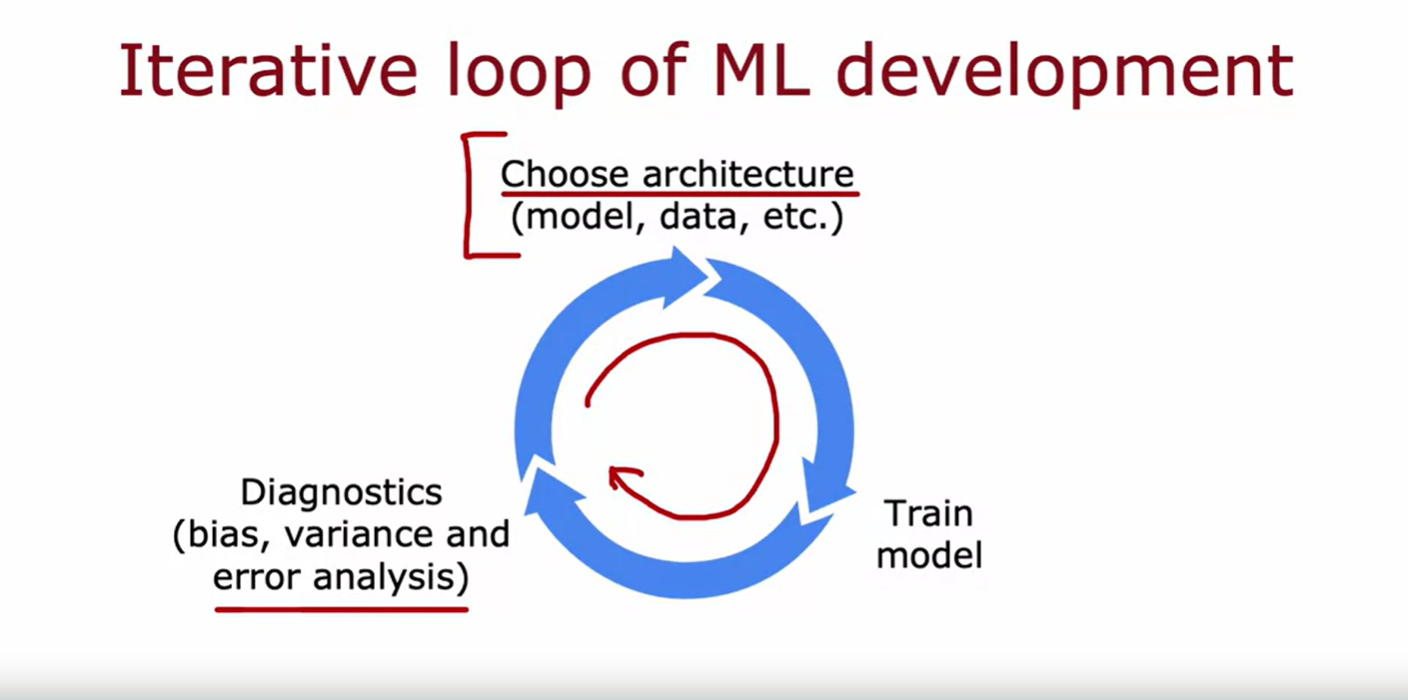 Iterative loop of ML development
Choose architecture
(model, data, etc.)
Diagnostics
(bias, variance and
error analysis)
Train
model